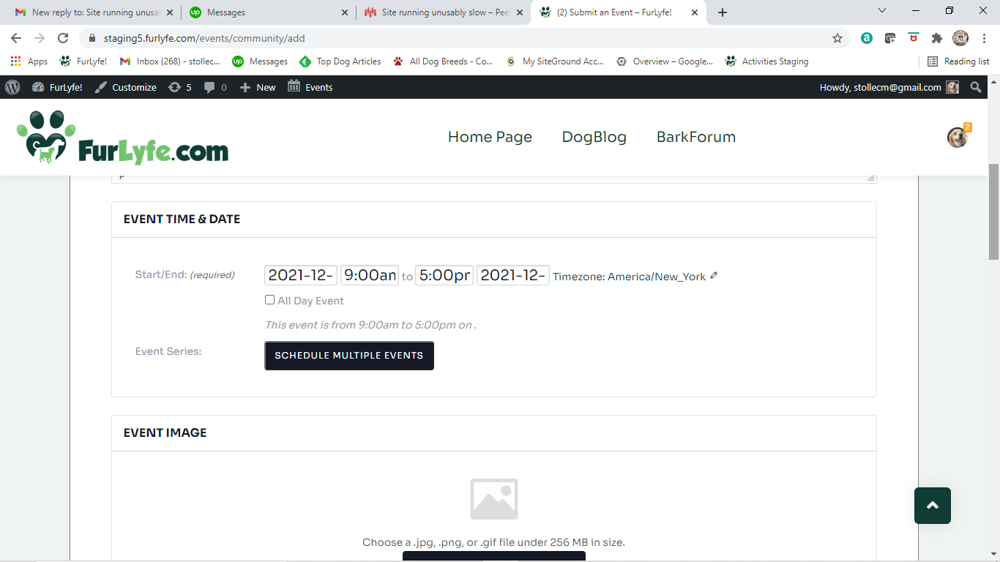 New reply to: Site running unusa
Messages
Site running unusably slow – Pee
(2) Submit an Event – FurLyfe!
staging5.furlyfe.com/events/community/add
Apps
FurLyfe!
Inbox (268) - stollec...
Messages
Top Dog Articles
All Dog Breeds - Co...
My SiteGround Acc...
Overview – Google...
Activities Staging
Reading list
FurLyfe!
Customize
5
0
New
Events
Howdy, stollecm@gmail.com
FurLyfe.com
Home Page
DogBlog
BarkForum
2
p
EVENT TIME & DATE
Start/End: (required)
2021-12-
9:00am
to
5:00pm
2021-12-
Timezone: America/New_York
All Day Event
This event is from 9:00am to 5:00pm on .
Event Series:
SCHEDULE MULTIPLE EVENTS
EVENT IMAGE
Choose a .jpg, .png, or .gif file under 256 MB in size.